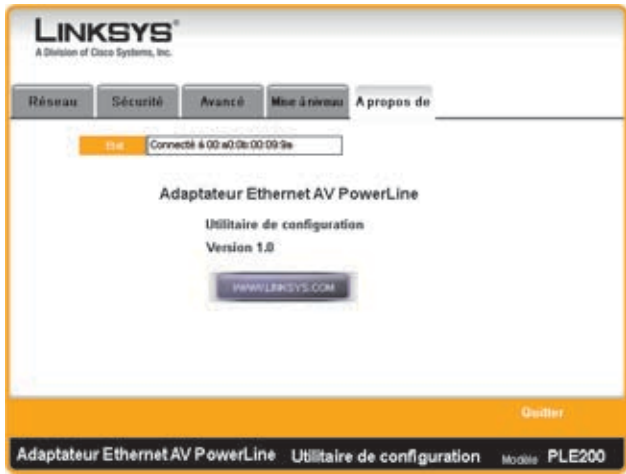 LINKSYS®
A Division of Cisco Systems, Inc.
Réseau Sécurité Avancé Mise à niveau A propos de
Etat Connecté à 00:a0:0b:00:09:9a
Adaptateur Ethernet AV PowerLine
Utilitaire de configuration
Version 1.0
WWW.LINKSYS.COM
Quitter
Adaptateur Ethernet AV PowerLine Utilitaire de configuration Modèle PLE200